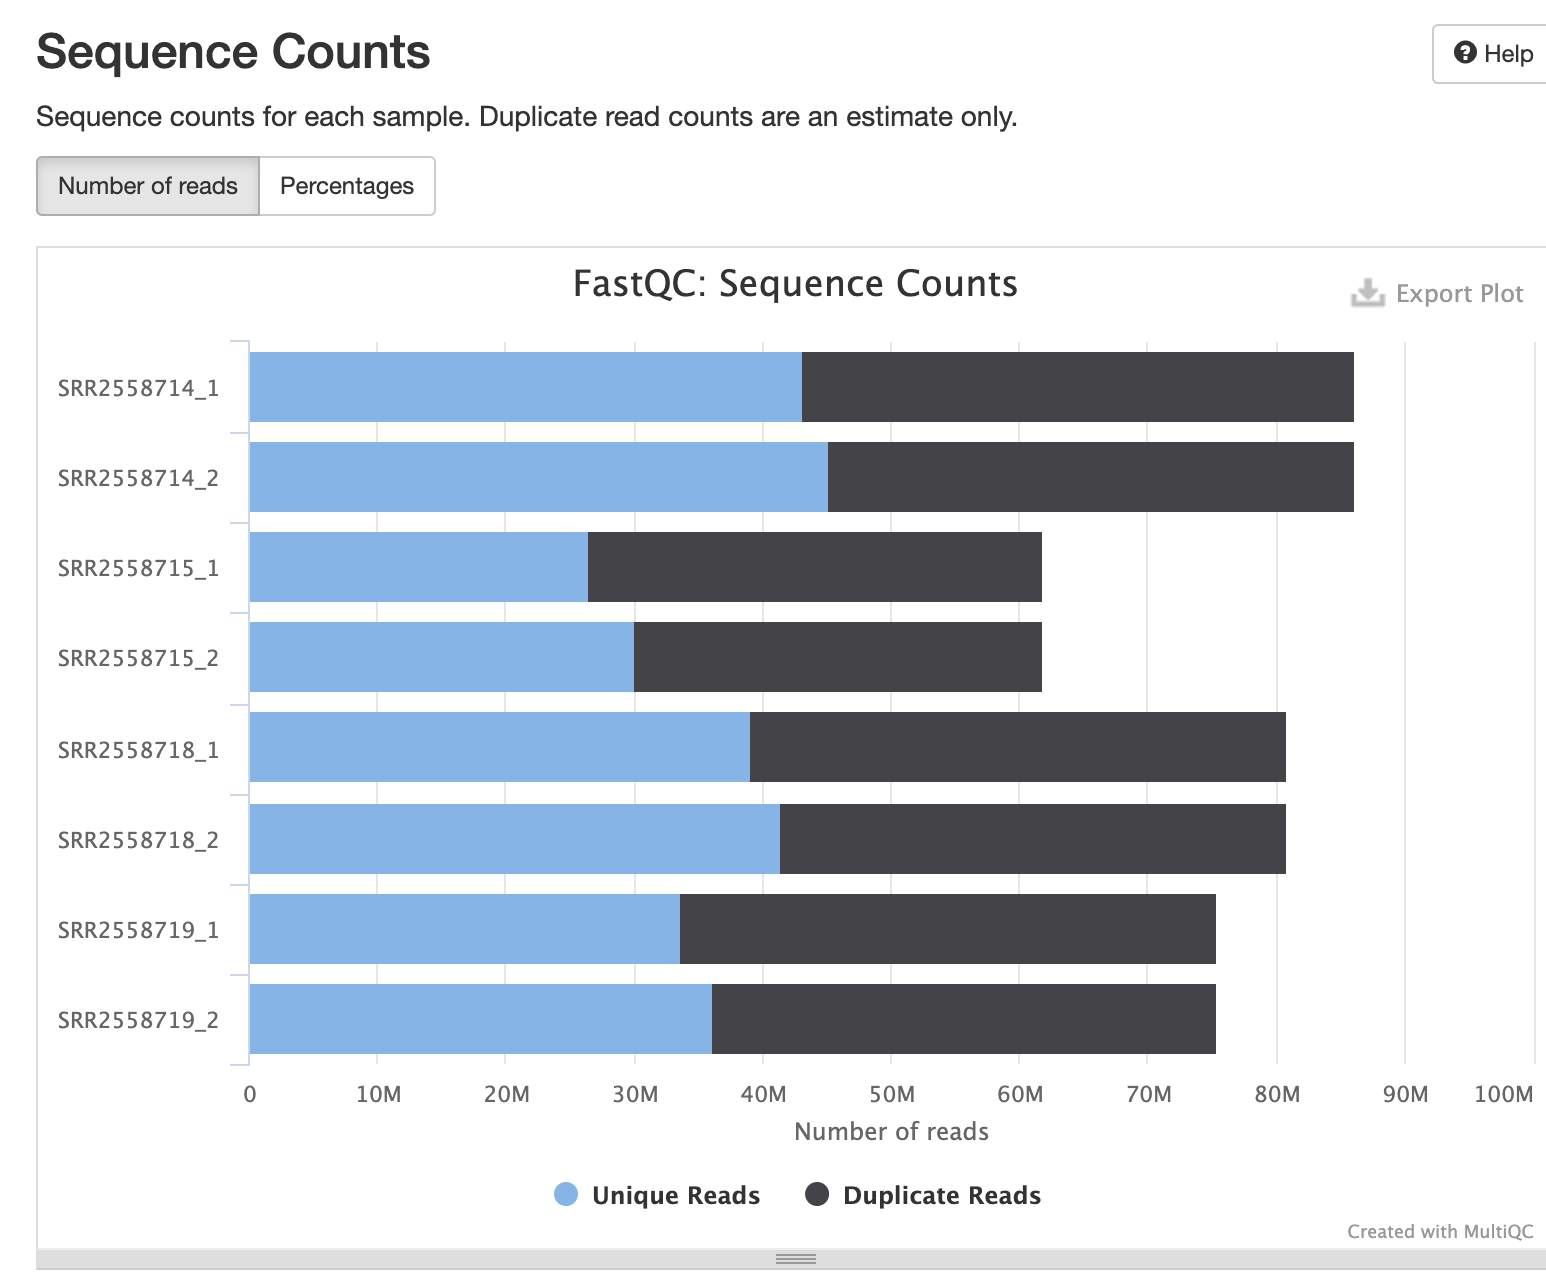 Sequence Counts
Help
Sequence counts for each sample. Duplicate read counts are an estimate only.
Number of reads
Percentages
FastQC: Sequence Counts
Export Plot
SRR2558714_1
SRR2558714_2
SRR2558715_1
SRR2558715_2
SRR2558718_1
SRR2558718_2
SRR2558719_1
SRR2558719_2
0 10M 20M 30M 40M 50M 60M 70M 80M 90M 100M
Number of reads
Unique Reads
Duplicate Reads
Created with MultiQC